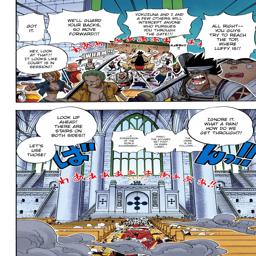 GOT IT.
WE'LL GUARD
YOUR BACKS,
SO MOVE
FORWARD!!!
YOKOZUNA AND I AND
A FEW OTHERS WILL
INTERCEPT ANYONE
WHO PURSUES
YOU THROUGH
THE GATE!!!
ALL RIGHT--
YOU GUYS
TRY TO REACH
THE TOP,
WHERE
LUFFY IS!!
HEY, LOOK
AT THAT!!
IT LOOKS LIKE
COURT IS IN
SESSION!!
LOOK UP
AHEAD!!
THERE ARE
STAIRS ON
BOTH SIDES!!
LET'S
USE
THOSE!
IGNORE IT.
WHAT A PAIN!
HOW DO WE
GET THROUGH?!